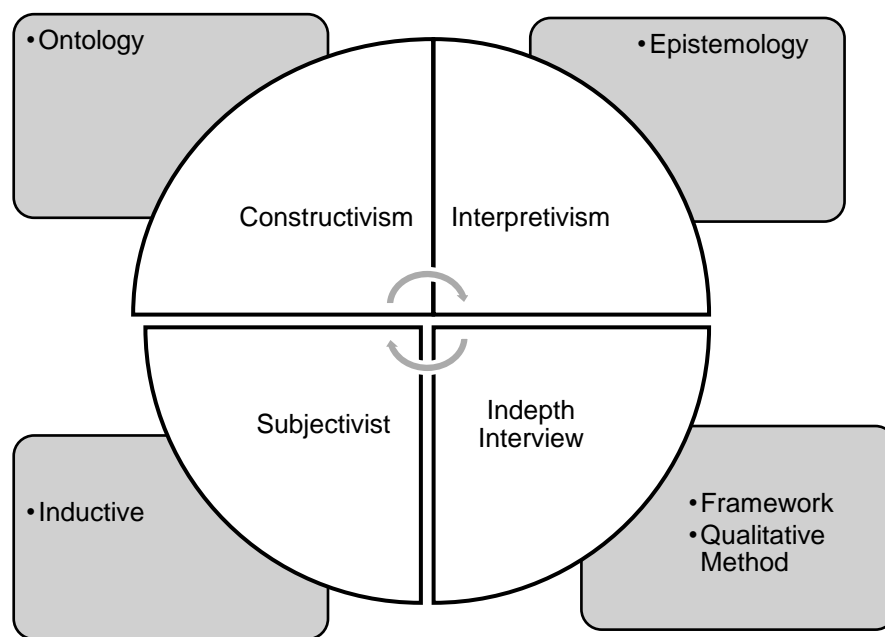 •Ontology
•Epistemology
Constructivism
Interpretivism
Subjectivist
Indepth
Interview
•Inductive
•Framework
•Qualitative
Method